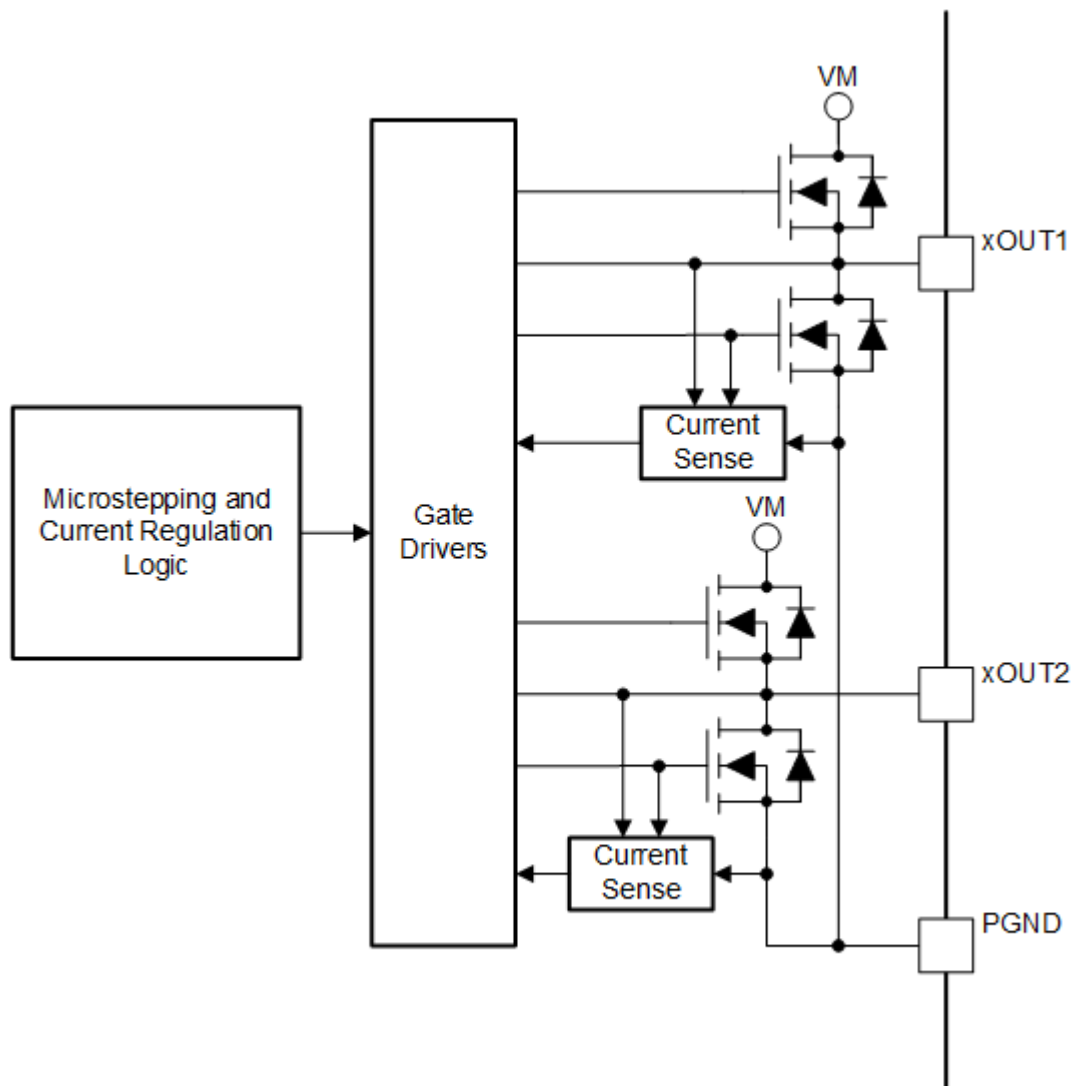 VM
xOUT1
Current
Sense
Microstepping and
Current Regulation
Logic
Gate
Drivers
VM
xOUT2
Current
Sense
PGND